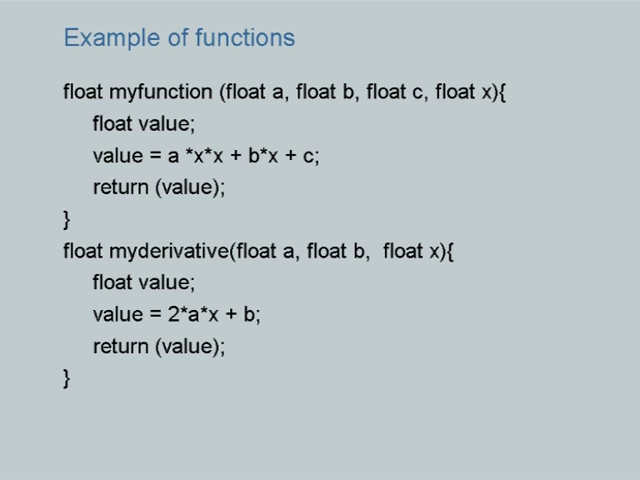 Example of functions
float myfunction (float a, float b, float c, float x){
float value;
value = a *x*x + b*x + c;
return (value);
}
float myderivative(float a, float b,  float x){
float value;
value = 2*a*x + b;
return (value);
}